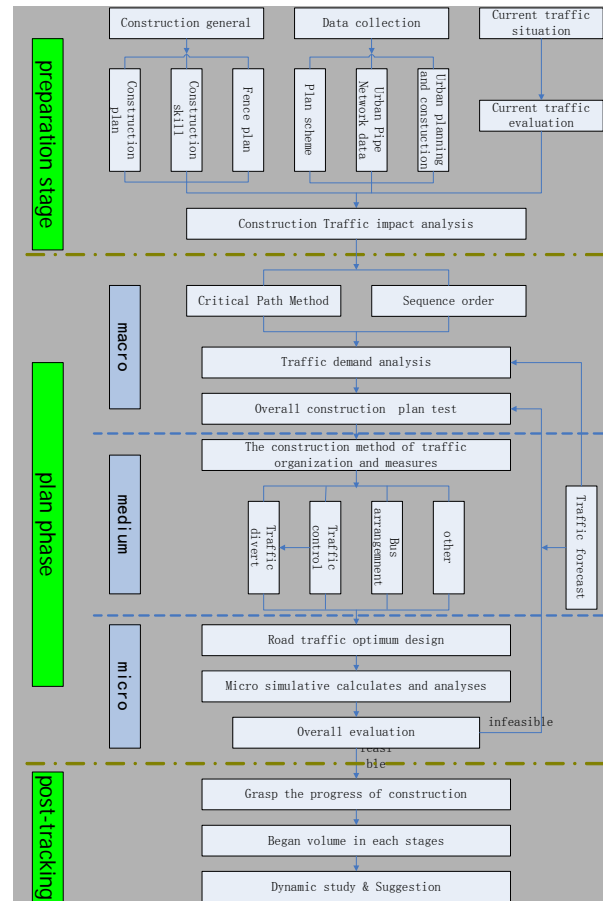 preparation stage
Construction general
Data collection
Current traffic
situation
Construction
plan
Construction
skill
Fence plan
Plan scheme
Urban Pipe
Network data
Urban planning
and constuction
Current traffic
evaluation
Construction Traffic impact analysis
plan phase
macro
Critical Path Method
Sequence order
Traffic demand analysis
Overall construction plan test
medium
The construction method of traffic
organization and measures
Traffic
divert
Traffic
control
Bus
arrangemnent
other
Traffic forecast
micro
Road traffic optimum design
Micro simulative calculates and analyses
Overall evaluation
infeasible
feasi
ble
post-tracking
Grasp the progress of construction
Began volume in each stages
Dynamic study & Suggestion